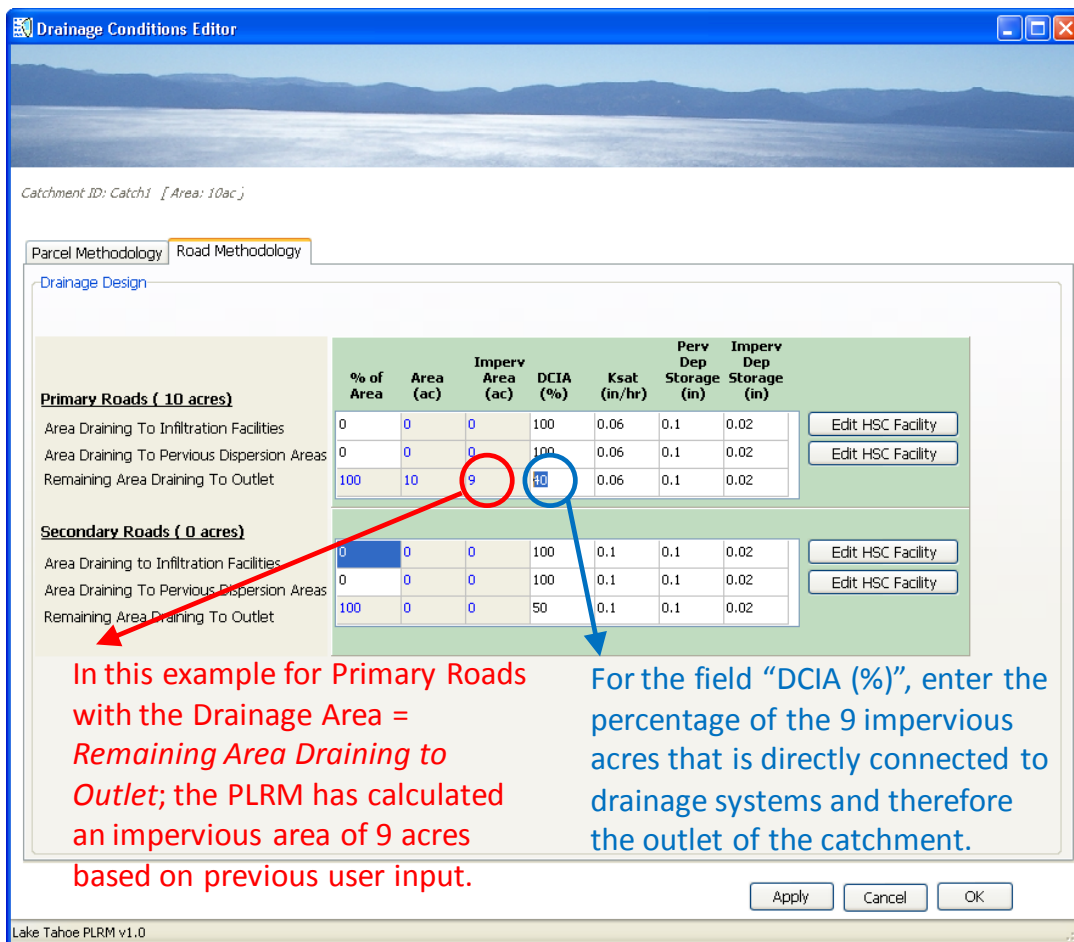 Drainage Conditions Editor
Catchment ID: Catch1 [ Area: 10ac ]
Parcel Methodology Road Methodology
Drainage Design
% of Area Area (ac) Imperv Area (ac) DCIA (%) Ksat (in/hr) Perv Dep Storage (in) Imperv Dep Storage (in)
Primary Roads ( 10 acres)
Area Draining To Infiltration Facilities 0 0 0 100 0.06 0.1 0.02 Edit HSC Facility
Area Draining To Pervious Dispersion Areas 0 0 0 100 0.06 0.1 0.02 Edit HSC Facility
Remaining Area Draining To Outlet 100 10 9 40 0.06 0.1 0.02
Secondary Roads ( 0 acres)
Area Draining to Infiltration Facilities 0 0 0 100 0.1 0.1 0.02 Edit HSC Facility
Area Draining To Pervious Dispersion Areas 0 0 0 100 0.1 0.1 0.02 Edit HSC Facility
Remaining Area Draining To Outlet 100 0 0 50 0.1 0.1 0.02
In this example for Primary Roads
with the Drainage Area =
Remaining Area Draining to
Outlet; the PLRM has calculated
an impervious area of 9 acres
based on previous user input.
For the field “DCIA (%)”, enter the
percentage of the 9 impervious
acres that is directly connected to
drainage systems and therefore
the outlet of the catchment.
Apply Cancel OK
Lake Tahoe PLRM v1.0